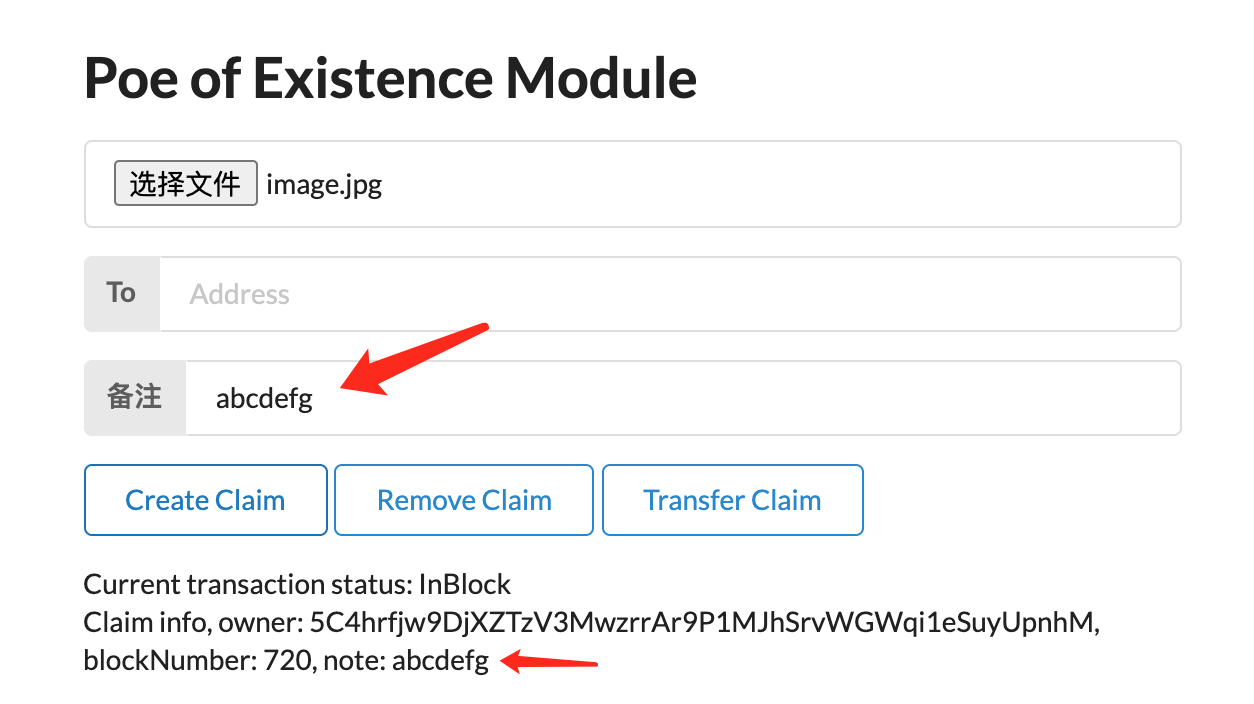 Poe of Existence Module
选择文件 image.jpg
To Address
备注 abcdefg
Create Claim Remove Claim Transfer Claim
Current transaction status: InBlock
Claim info, owner: 5C4hrfjw9DjXZTzV3MwzrrAr9P1MJhSrvWGWqi1eSuyUpnhM,
blockNumber: 720, note: abcdefg